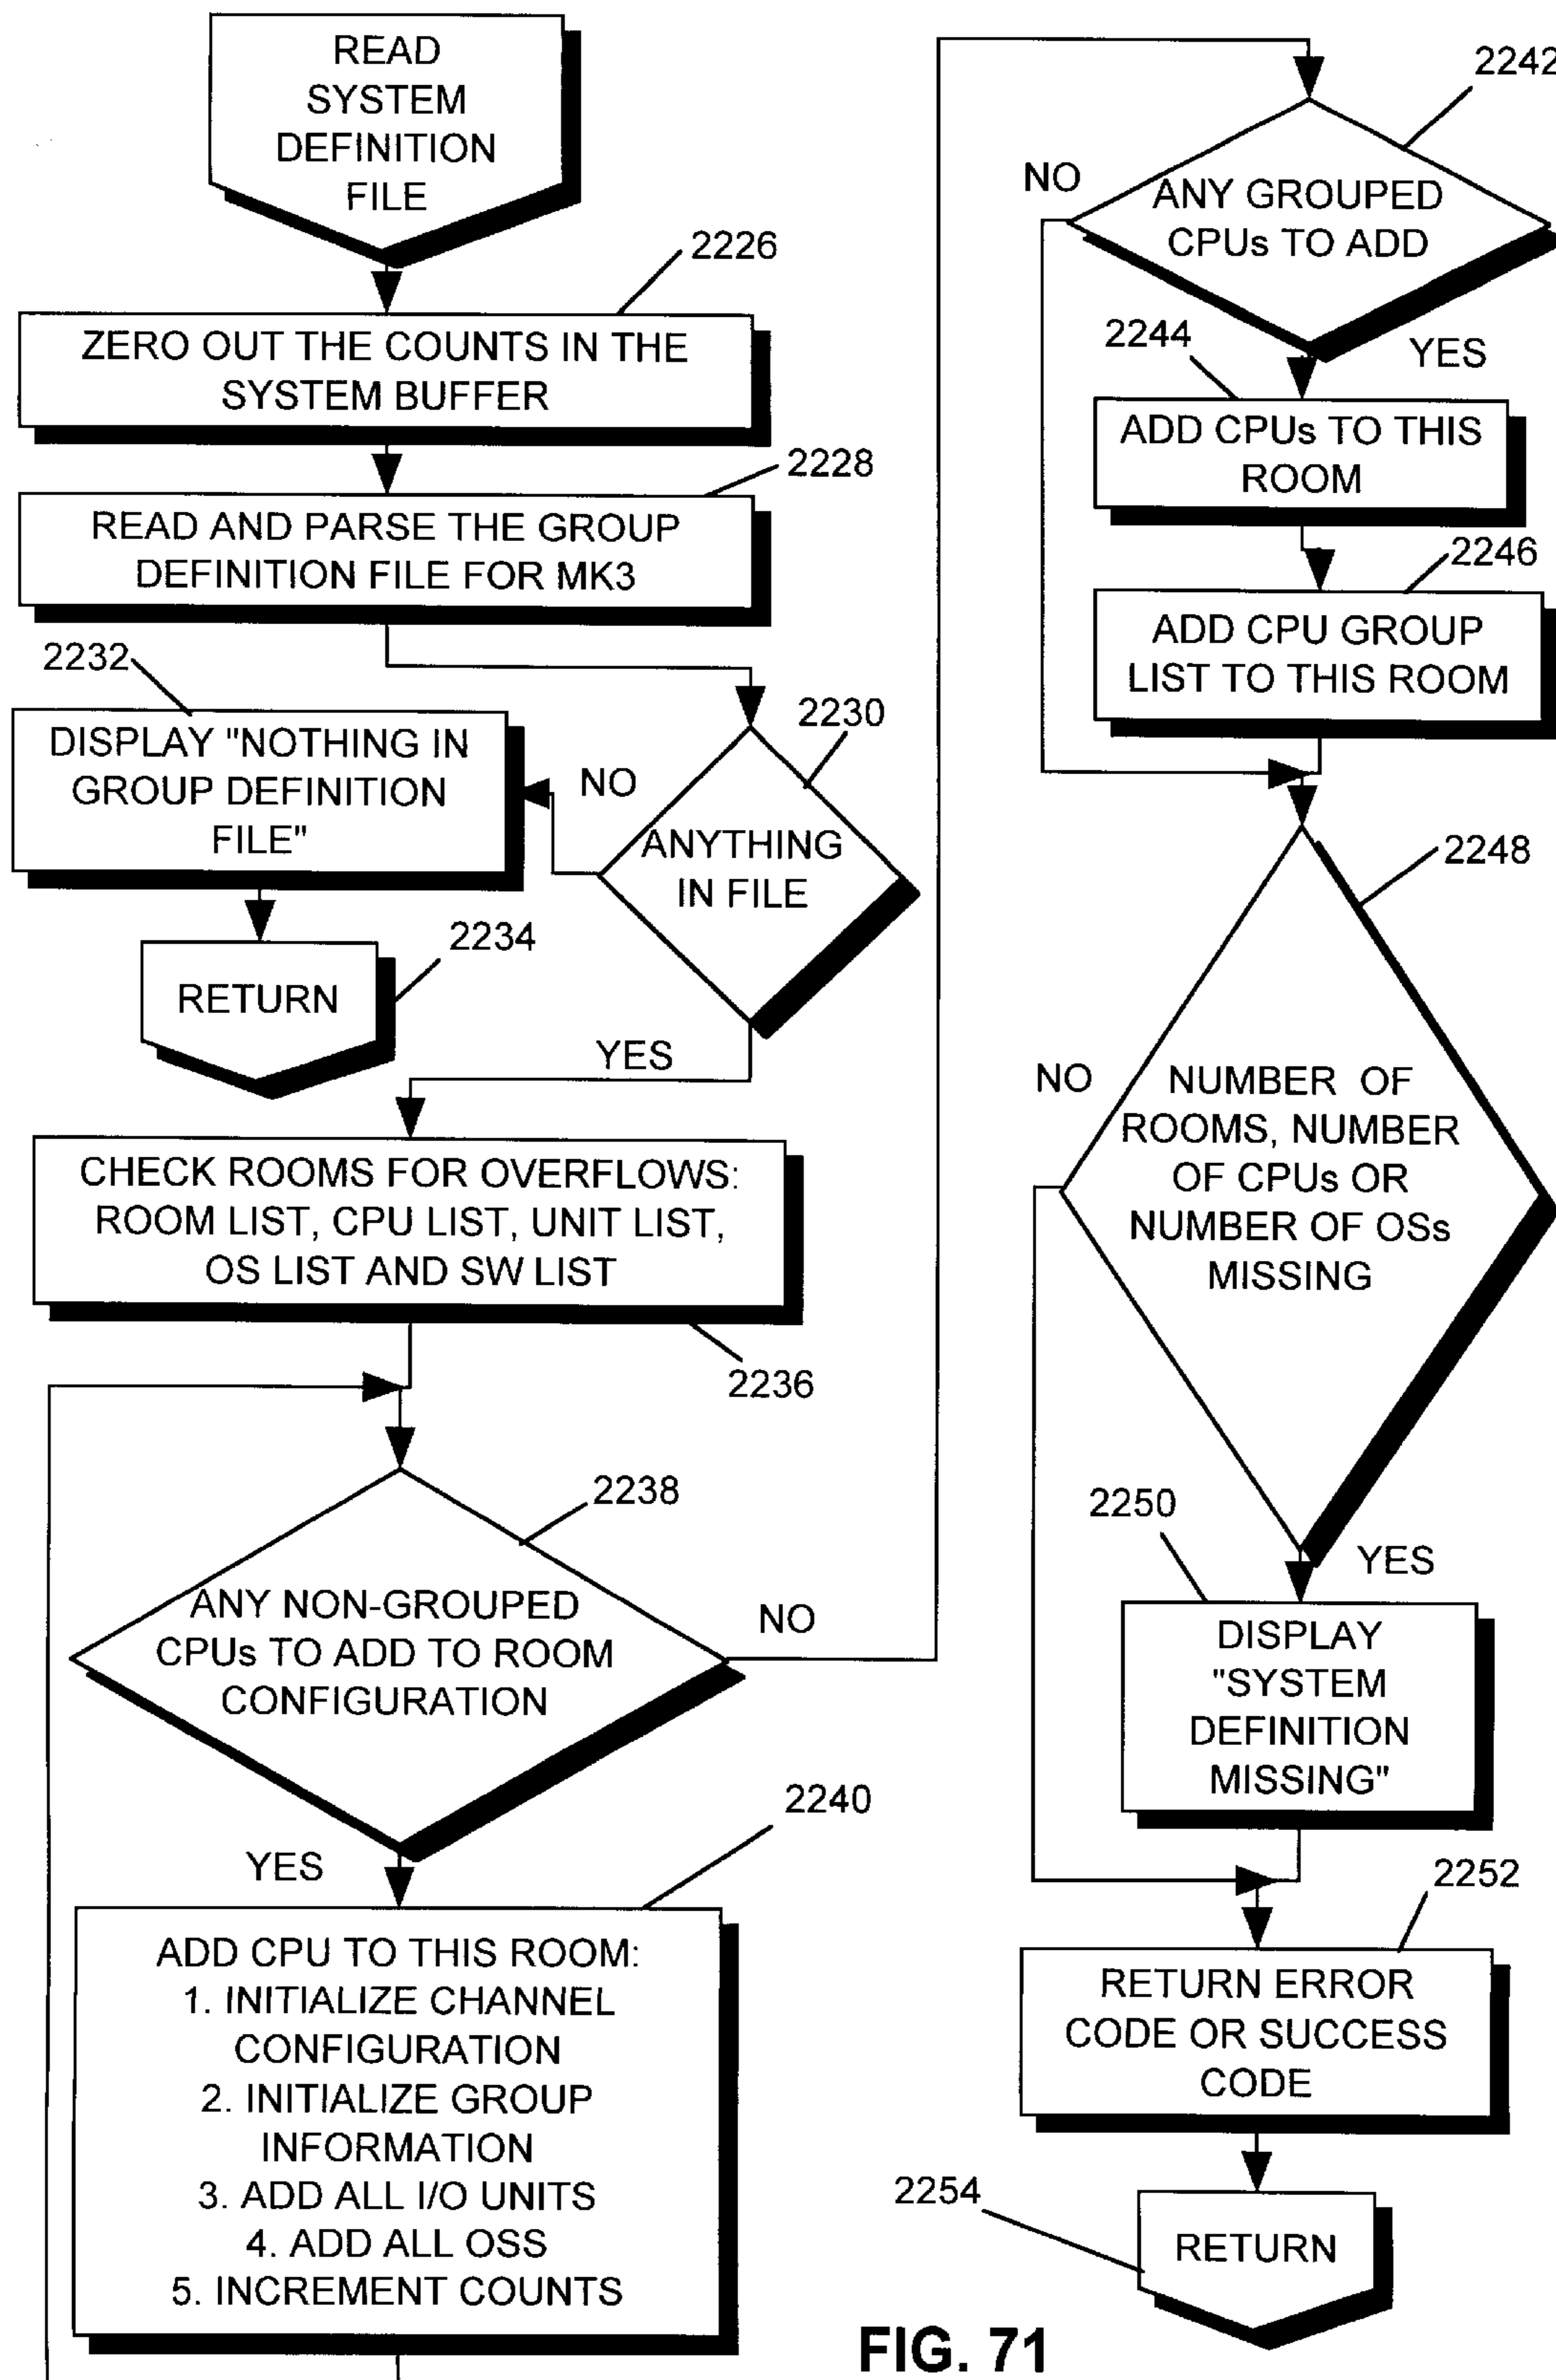 READ
SYSTEM
DEFINITION
FILE
2226
ZERO OUT THE COUNTS IN THE
SYSTEM BUFFER
2228
READ AND PARSE THE GROUP
DEFINITION FILE FOR MK3
2232
DISPLAY "NOTHING IN
GROUP DEFINITION
FILE"
2230
NO
ANYTHING
IN FILE
2234
RETURN
YES
CHECK ROOMS FOR OVERFLOWS:
ROOM LIST, CPU LIST, UNIT LIST,
OS LIST AND SW LIST
2236
2238
ANY NON-GROUPED
CPUs TO ADD TO ROOM
CONFIGURATION
NO
YES
2240
ADD CPU TO THIS ROOM:
1. INITIALIZE CHANNEL
CONFIGURATION
2. INITIALIZE GROUP
INFORMATION
3. ADD ALL I/O UNITS
4. ADD ALL OSS
5. INCREMENT COUNTS
2242
NO
ANY GROUPED
CPUs TO ADD
YES
2244
ADD CPUs TO THIS
ROOM
2246
ADD CPU GROUP
LIST TO THIS ROOM
2248
NO
NUMBER OF
ROOMS, NUMBER
OF CPUs OR
NUMBER OF OSs
MISSING
YES
2250
DISPLAY
"SYSTEM
DEFINITION
MISSING"
2252
RETURN ERROR
CODE OR SUCCESS
CODE
2254
RETURN
FIG. 71